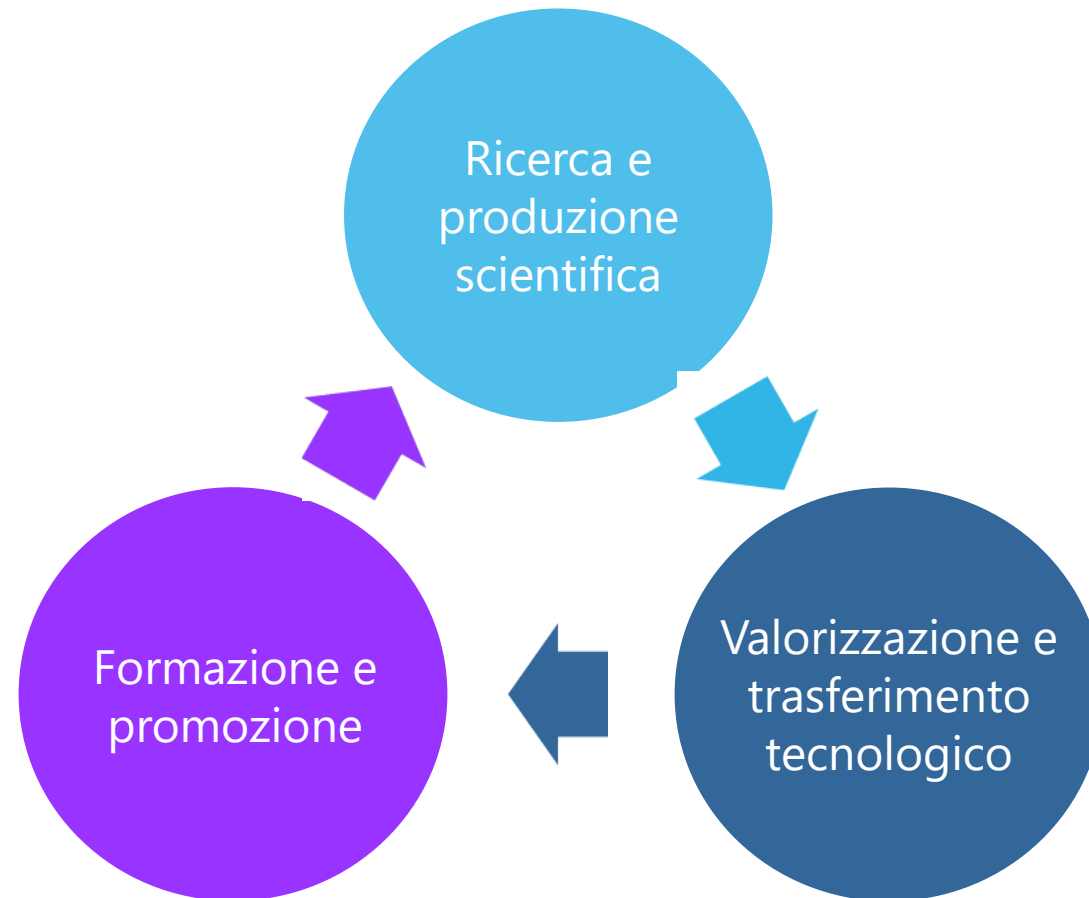 Ricerca e
produzione
scientifica
Formazione e
promozione
Valorizzazione e
trasferimento
tecnologico